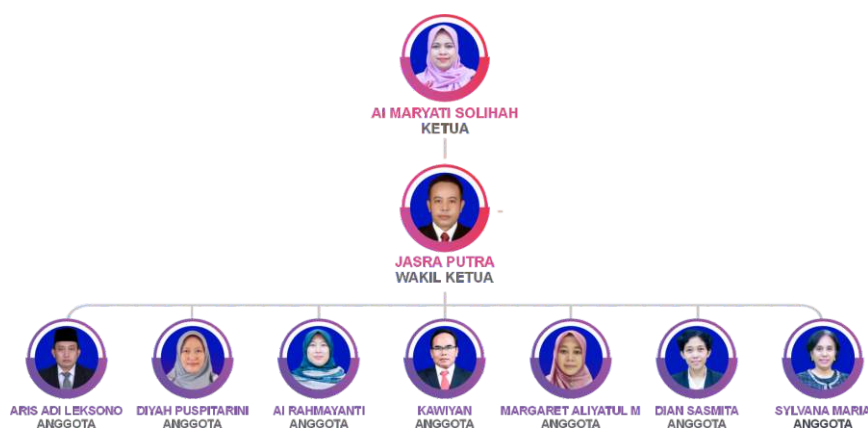 AI MARYATI SOLIHAH
KETUA
JASRA PUTRA
WAKIL KETUA
ARIS ADI LEKSONO
ANGGOTA
DIYAH PUSPITARINI
ANGGOTA
AI RAHMAYANTI
ANGGOTA
KAWIYAN
ANGGOTA
MARGARET ALIYATUL M
ANGGOTA
DIAN SASMITA
ANGGOTA
SYLVANA MARIA
ANGGOTA